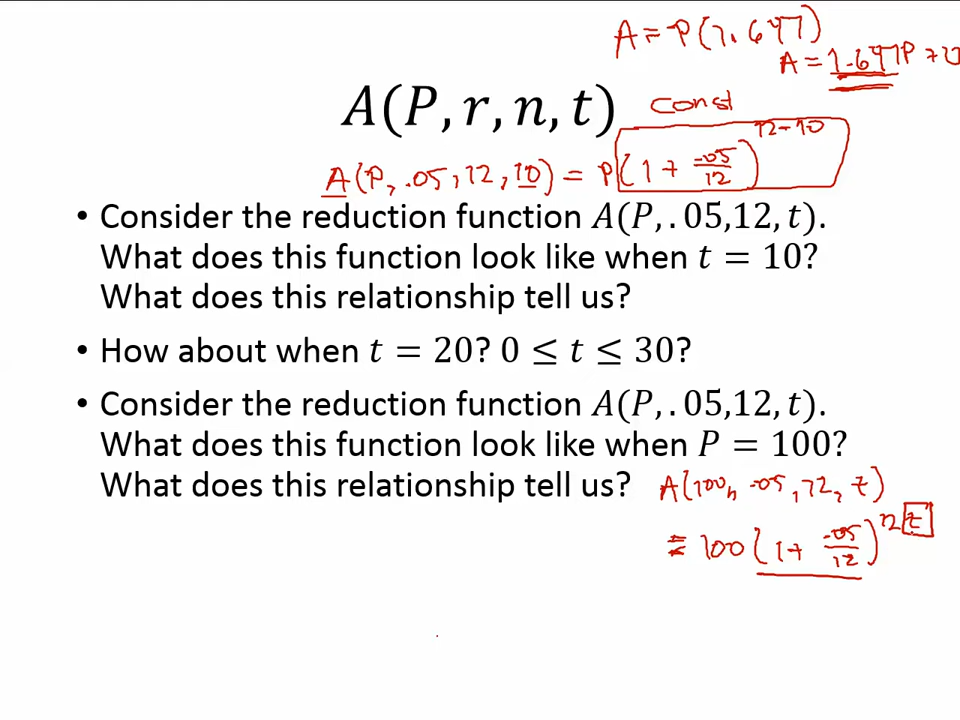 A = P(1.647)
A = 1.647P + 0
A(P, r, n, t)
const
A(P, .05, 12, 10) = P(1 + .05/12)^12-10
• Consider the reduction function A(P, .05,12, t).
What does this function look like when t = 10?
What does this relationship tell us?
• How about when t = 20? 0 ≤ t ≤ 30?
• Consider the reduction function A(P, .05,12, t).
What does this function look like when P = 100?
What does this relationship tell us?
A(100, .05, 12, t)
= 100(1 + .05/12)^12t